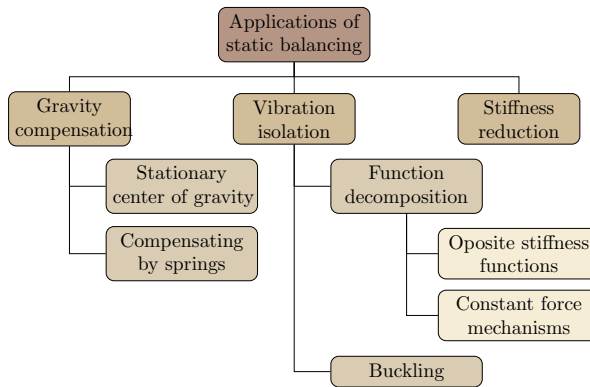 Applications of
static balancing
Gravity
compensation
Vibration
isolation
Stiffness
reduction
Stationary
center of gravity
Function
decomposition
Compensating
by springs
Oposite stiffness
functions
Constant force
mechanisms
Buckling